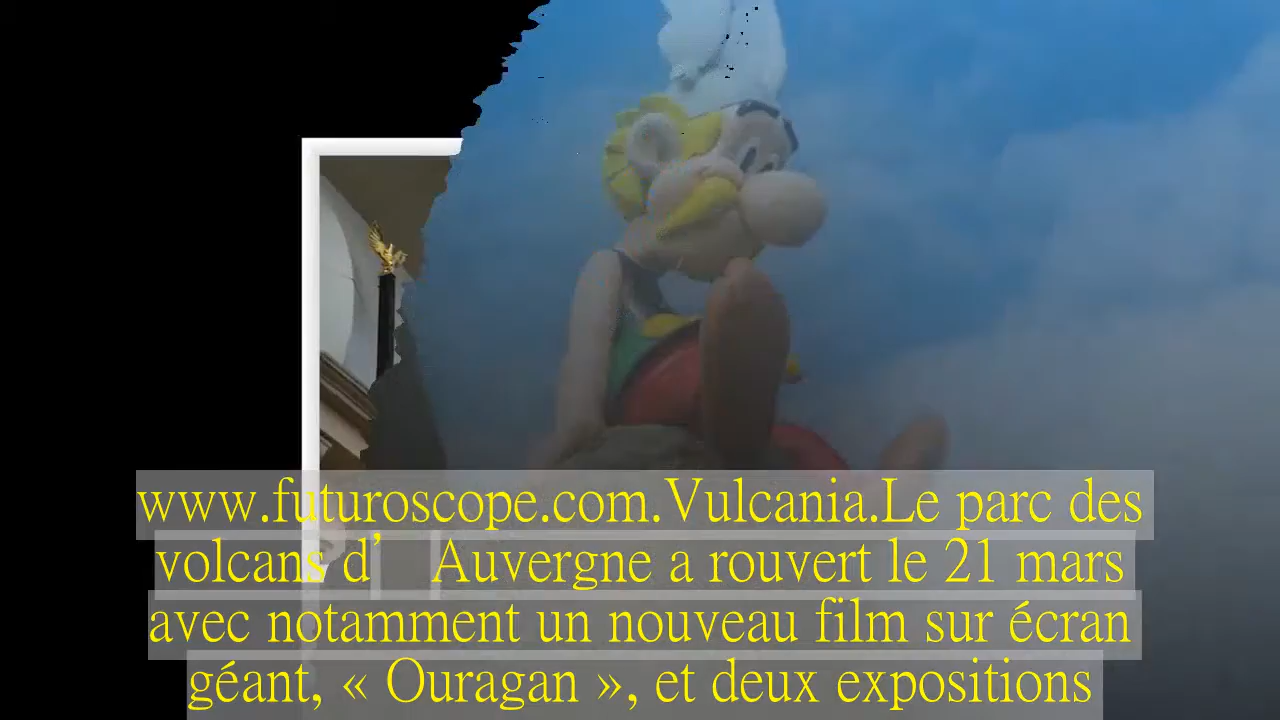 www.futuroscope.com.Vulcania.Le parc des
volcans d’ Auvergne a rouvert le 21 mars
avec notamment un nouveau film sur écran
géant, « Ouragan », et deux expositions